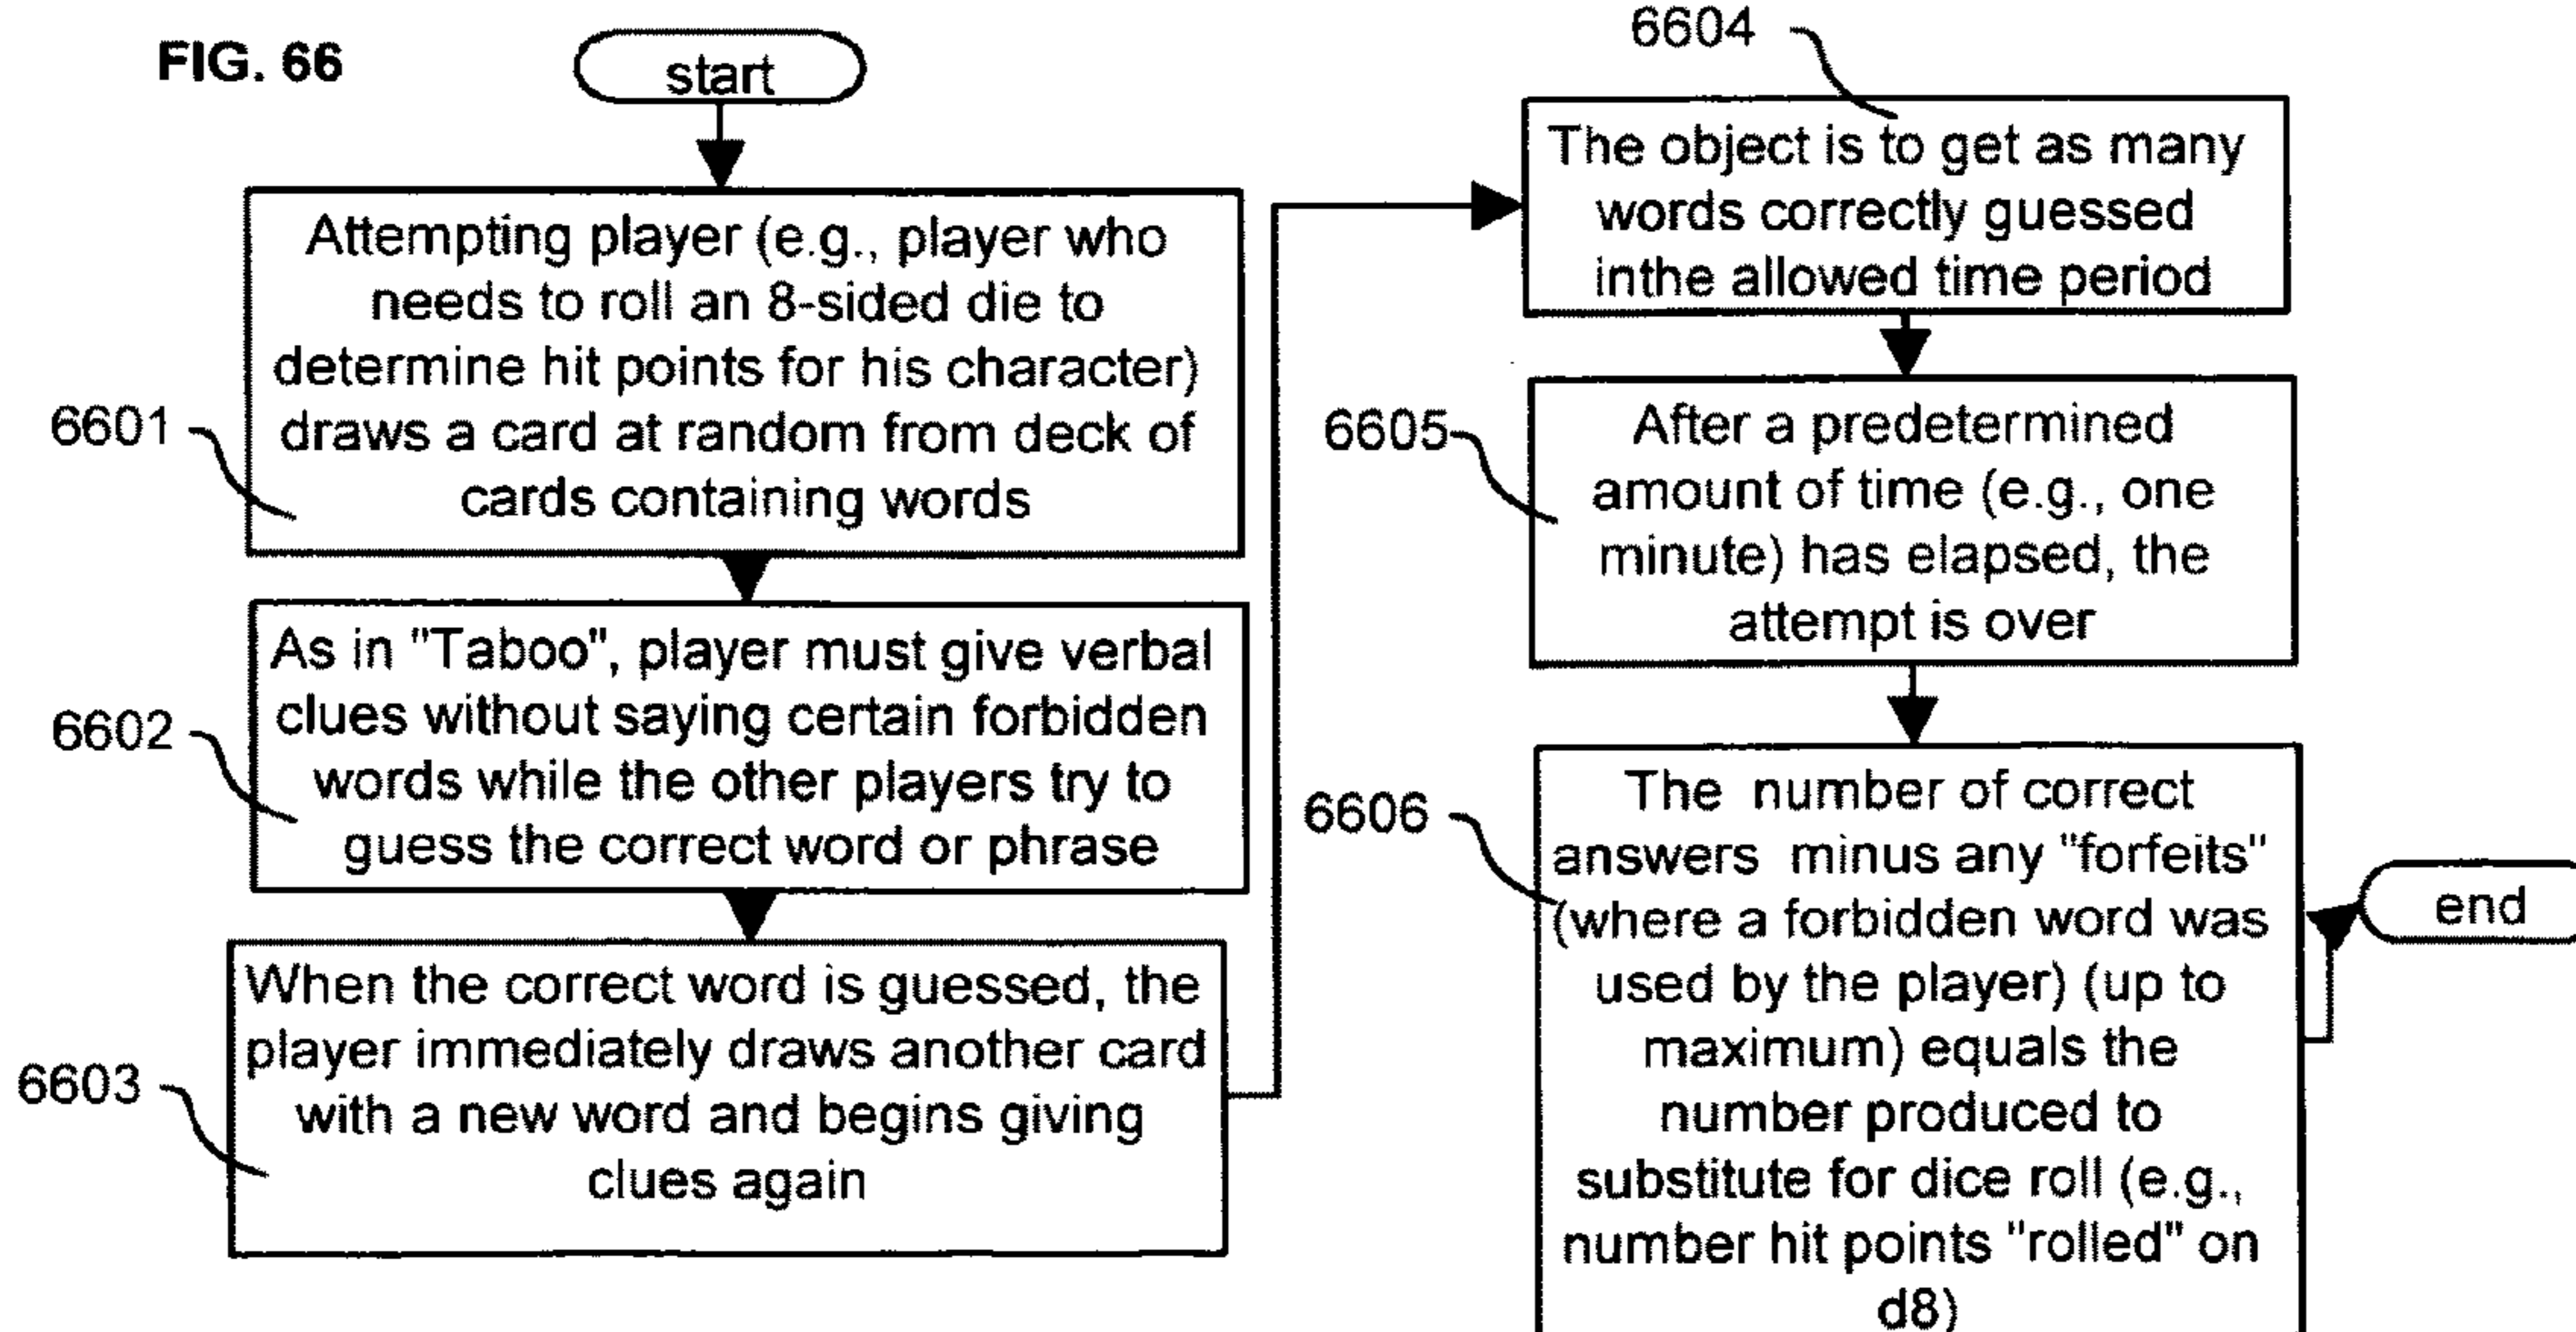 FIG. 66
start
Attempting player (e.g., player who
needs to roll an 8-sided die to
determine hit points for his character)
draws a card at random from deck of
cards containing words
6601
As in "Taboo", player must give verbal
clues without saying certain forbidden
words while the other players try to
guess the correct word or phrase
6602
When the correct word is guessed, the
player immediately draws another card
with a new word and begins giving
clues again
6603
6604
The object is to get as many
words correctly guessed
inthe allowed time period
6605
After a predetermined
amount of time (e.g., one
minute) has elapsed, the
attempt is over
6606
The number of correct
answers minus any "forfeits"
(where a forbidden word was
used by the player) (up to
maximum) equals the
number produced to
substitute for dice roll (e.g.,
number hit points "rolled" on
d8)
end